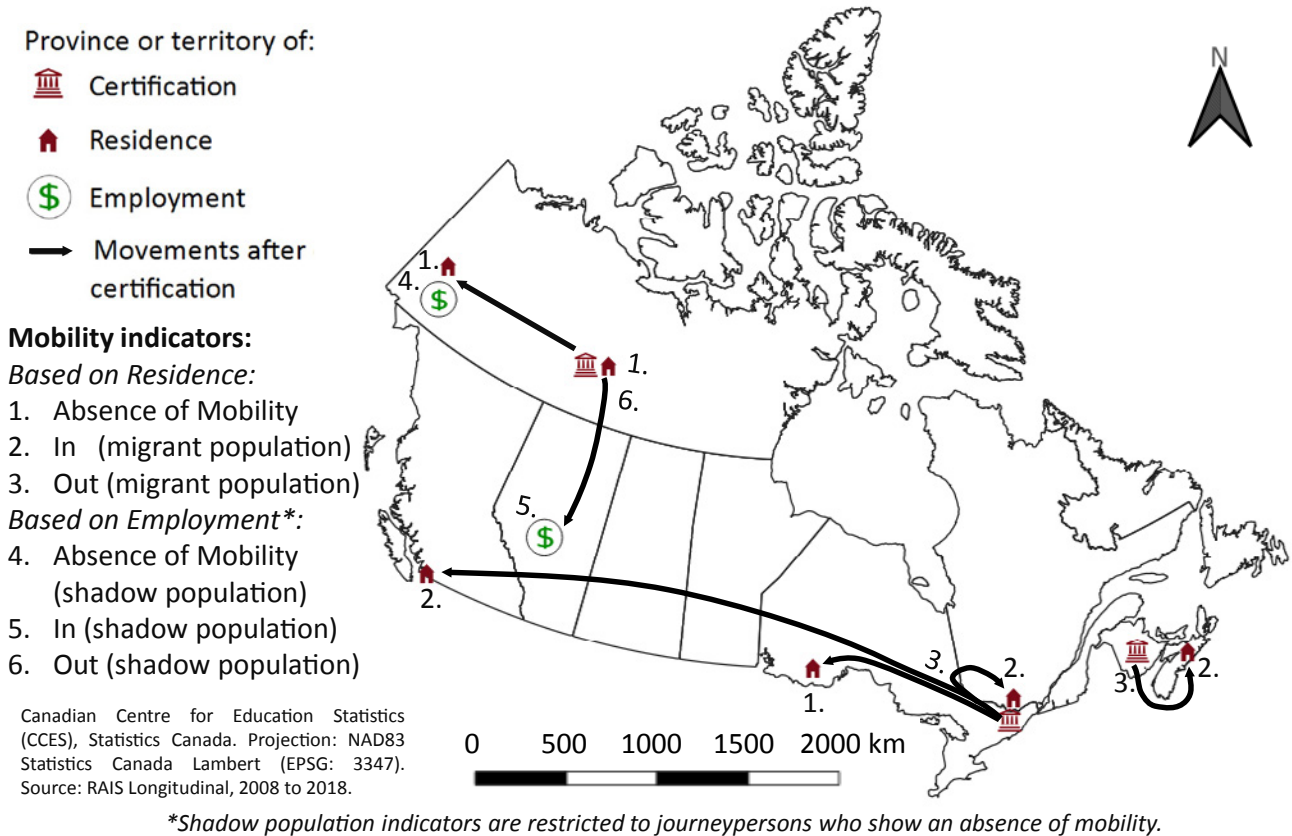 Province or territory of:
Certification
Residence
$ Employment
Movements after
certification
Mobility indicators:
Based on Residence:
1. Absence of Mobility
2. In (migrant population)
3. Out (migrant population)
Based on Employment*:
4. Absence of Mobility
(shadow population)
5. In (shadow population)
6. Out (shadow population)
Canadian Centre for Education Statistics
(CCES), Statistics Canada. Projection: NAD83
Statistics Canada Lambert (EPSG: 3347).
Source: RAIS Longitudinal, 2008 to 2018.
N
1.
4.
$
1.
6.
5.
$
2.
3.
2.
1.
3.
2.
0 500 1000 1500 2000 km
*Shadow population indicators are restricted to journeypersons who show an absence of mobility.